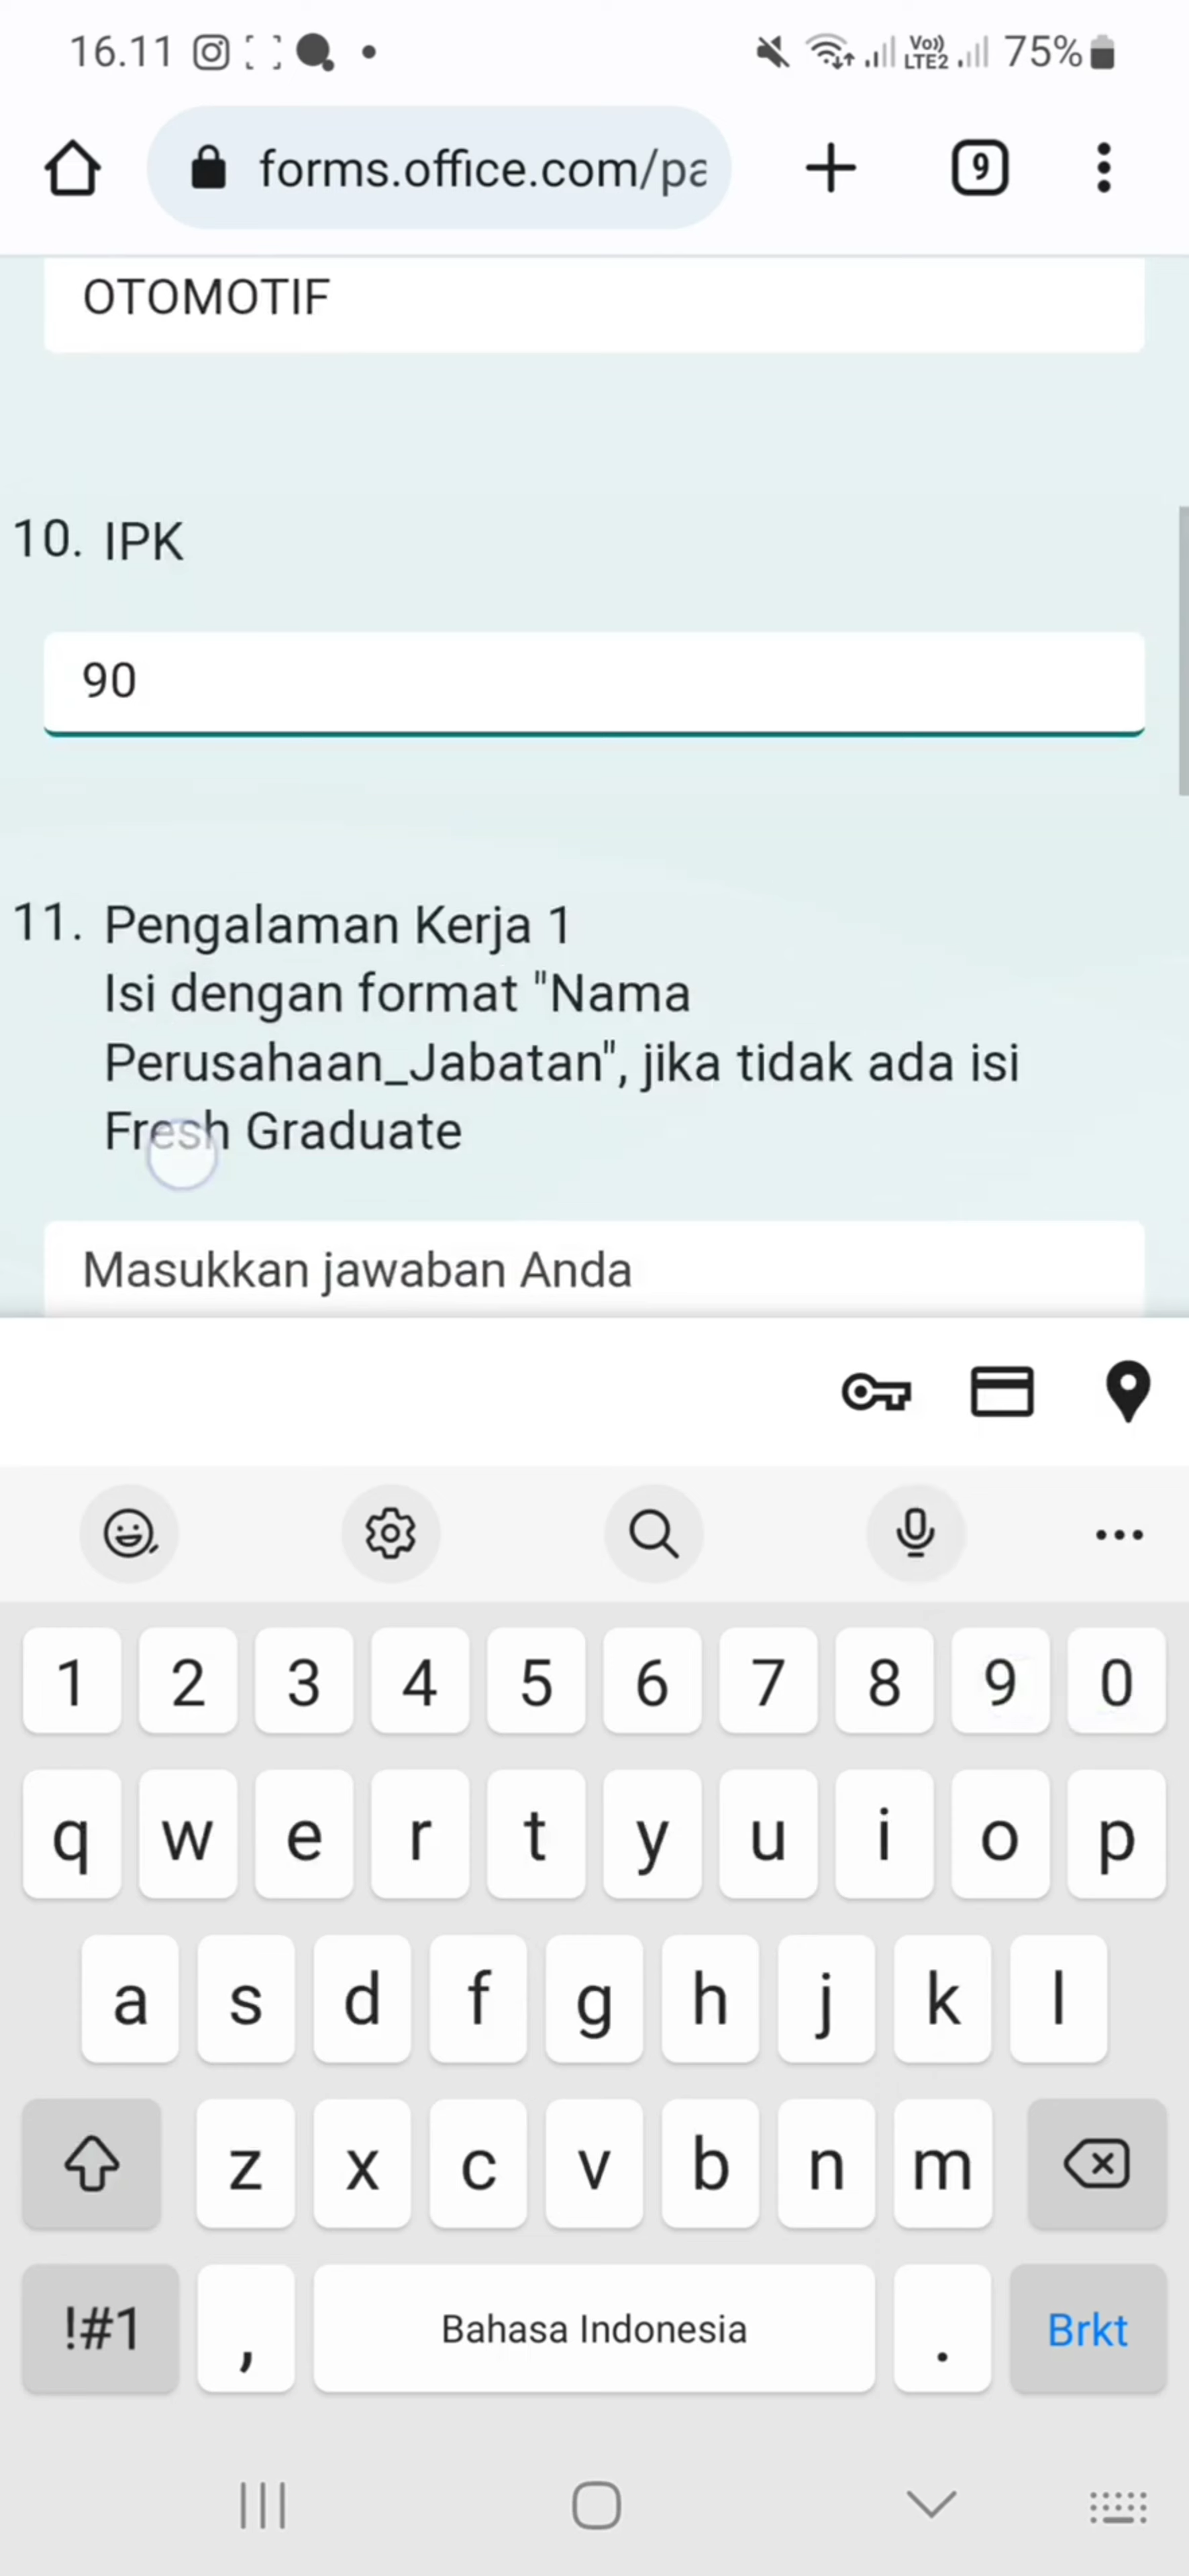 16.11
Vo))
LTE2
75%
forms.office.com/pa
9
OTOMOTIF
10. IPK
90
11. Pengalaman Kerja 1
Isi dengan format "Nama
Perusahaan_Jabatan", jika tidak ada isi
Fresh Graduate
Masukkan jawaban Anda
1 2 3 4 5 6 7 8 9 0
q w e r t y u i o p
a s d f g h j k l
z x c v b n m
!#1 , Bahasa Indonesia . Brkt